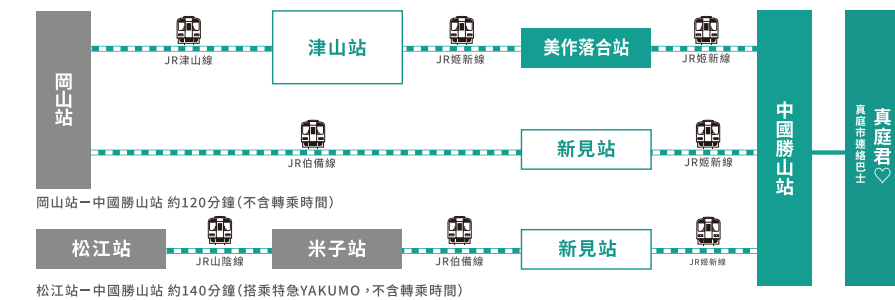 岡山站
JR津山線
津山站
JR姬新線
美作落合站
JR姬新線
JR伯備線
新見站
JR姬新線
岡山站ー中國勝山站 約120分鐘（不含轉乘時間）
松江站
JR山陰線
米子站
JR伯備線
新見站
JR姬新線
松江站ー中國勝山站 約140分鐘（搭乘特急YAKUMO，不含轉乘時間）
中國勝山站
真庭君♡
真庭市連絡巴士